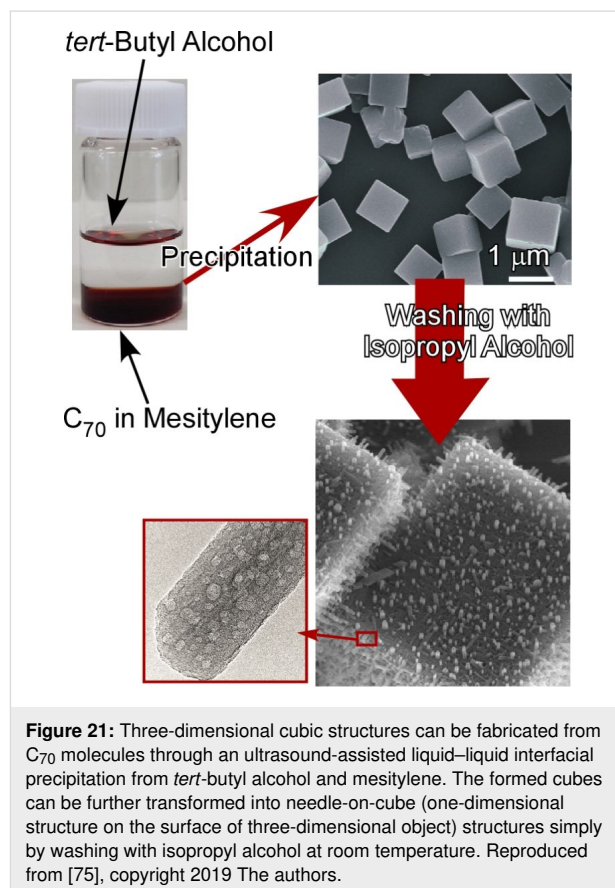 tert-Butyl Alcohol
Precipitation
1 μm
Washing with
Isopropyl Alcohol
C₇₀ in Mesitylene
Figure 21: Three-dimensional cubic structures can be fabricated from
C₇₀ molecules through an ultrasound-assisted liquid–liquid interfacial
precipitation from tert-butyl alcohol and mesitylene. The formed cubes
can be further transformed into needle-on-cube (one-dimensional
structure on the surface of three-dimensional object) structures simply
by washing with isopropyl alcohol at room temperature. Reproduced
from [75], copyright 2019 The authors.